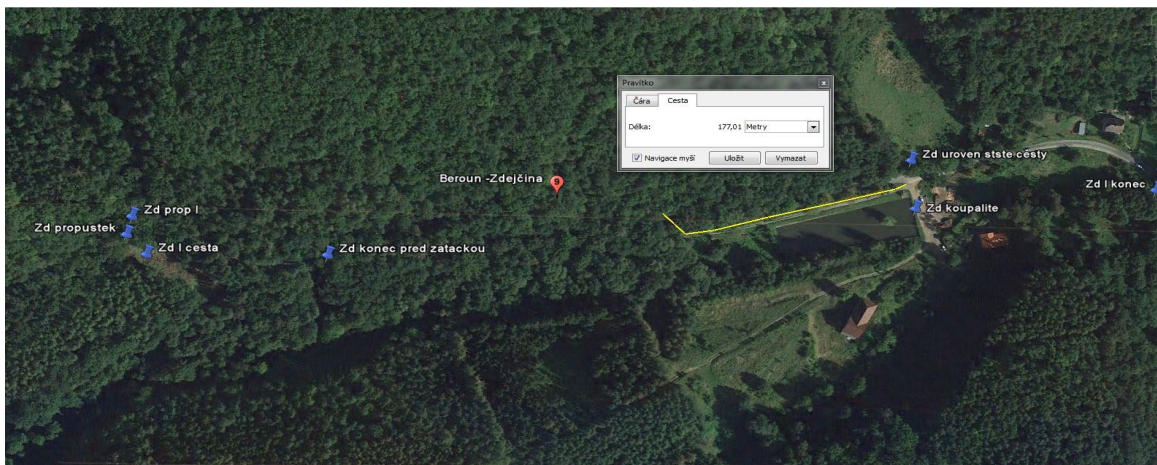 Pravítko
Čára Cesta
Délka: 177,01 Metry
Navigace myší Uložit Vymazat
Zd uroven stste cesty
Beroun -Zdejčina 9
Zd l konec
Zd prop l
Zd koupalite
Zd propustek
Zd l cesta
Zd konec pred zatackou